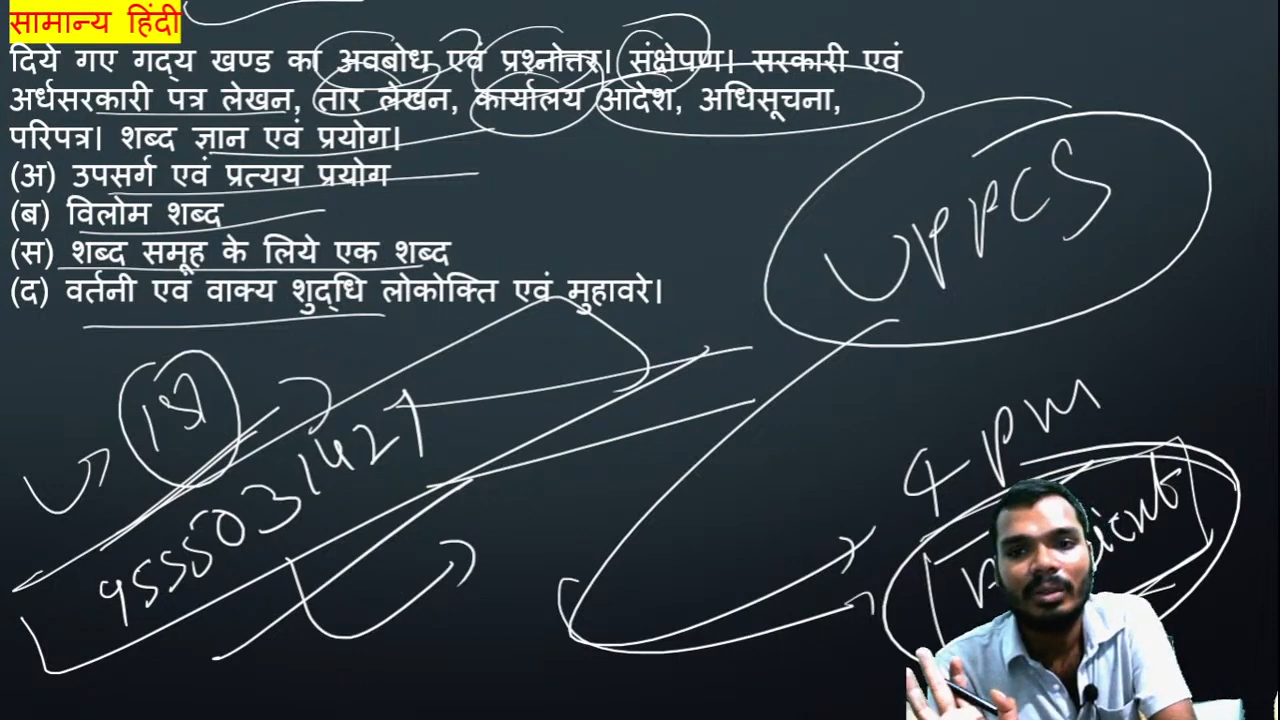 सामान्य हिंदी
दिये गए गद्य खण्ड का अवबोध एवं प्रश्नोत्तर। संक्षेपण। सरकारी एवं
अर्धसरकारी पत्र लेखन, तार लेखन, कार्यालय आदेश, अधिसूचना,
परिपत्र। शब्द ज्ञान एवं प्रयोग।
(अ) उपसर्ग एवं प्रत्यय प्रयोग
(ब) विलोम शब्द
(स) शब्द समूह के लिये एक शब्द
(द) वर्तनी एवं वाक्य शुद्धि लोकोक्ति एवं मुहावरे।
UPPCS
4 PM
9555031421